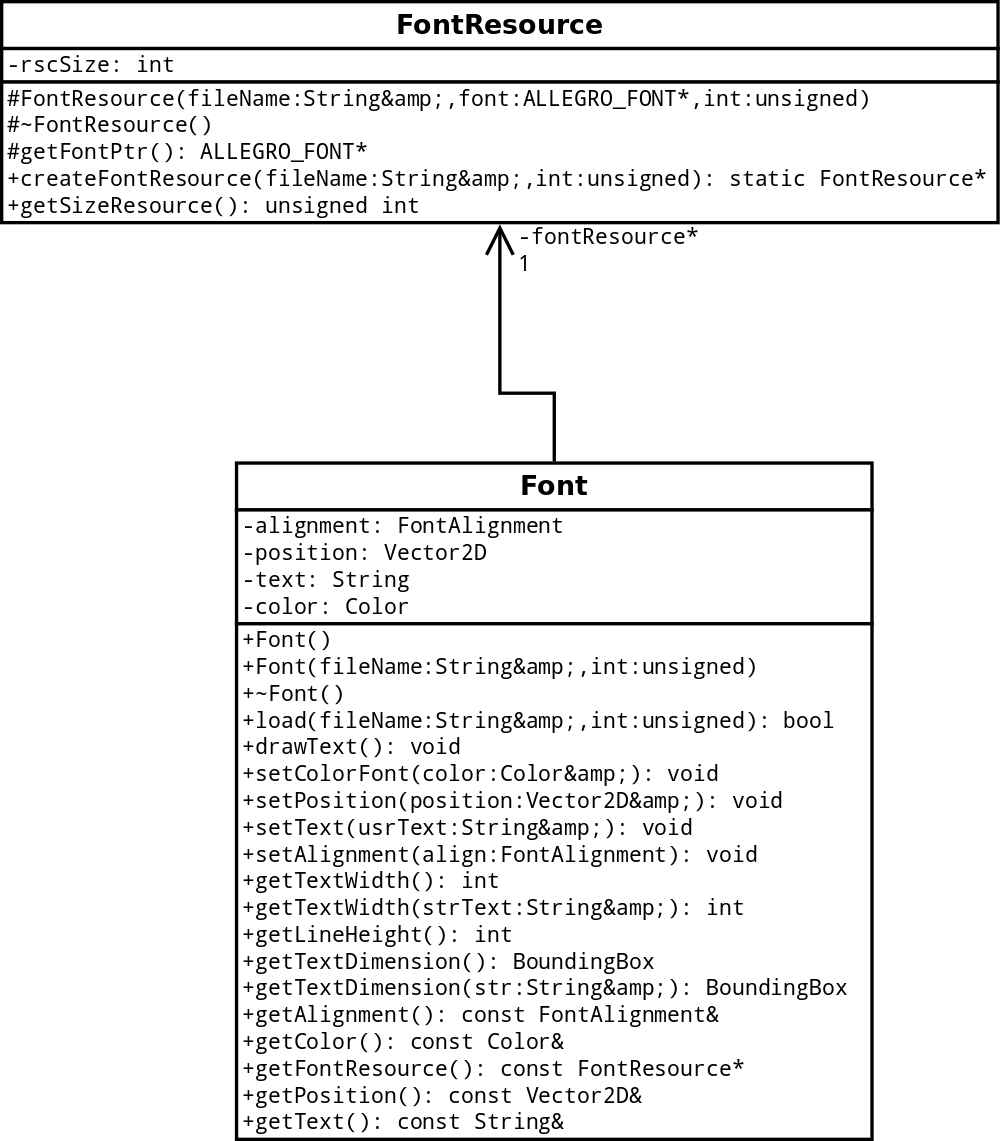 FontResource
-rscSize: int
#FontResource(fileName:String&amp;,font:ALLEGRO_FONT*,int:unsigned)
#~FontResource()
#getFontPtr(): ALLEGRO_FONT*
+createFontResource(fileName:String&amp;,int:unsigned): static FontResource*
+getSizeResource(): unsigned int
-fontResource*
1
Font
-alignment: FontAlignment
-position: Vector2D
-text: String
-color: Color
+Font()
+Font(fileName:String&amp;,int:unsigned)
+~Font()
+load(fileName:String&amp;,int:unsigned): bool
+drawText(): void
+setColorFont(color:Color&amp;): void
+setPosition(position:Vector2D&amp;): void
+setText(usrText:String&amp;): void
+setAlignment(align:FontAlignment): void
+getTextWidth(): int
+getTextWidth(strText:String&amp;): int
+getLineHeight(): int
+getTextDimension(): BoundingBox
+getTextDimension(str:String&amp;): BoundingBox
+getAlignment(): const FontAlignment&
+getColor(): const Color&
+getFontResource(): const FontResource*
+getPosition(): const Vector2D&
+getText(): const String&